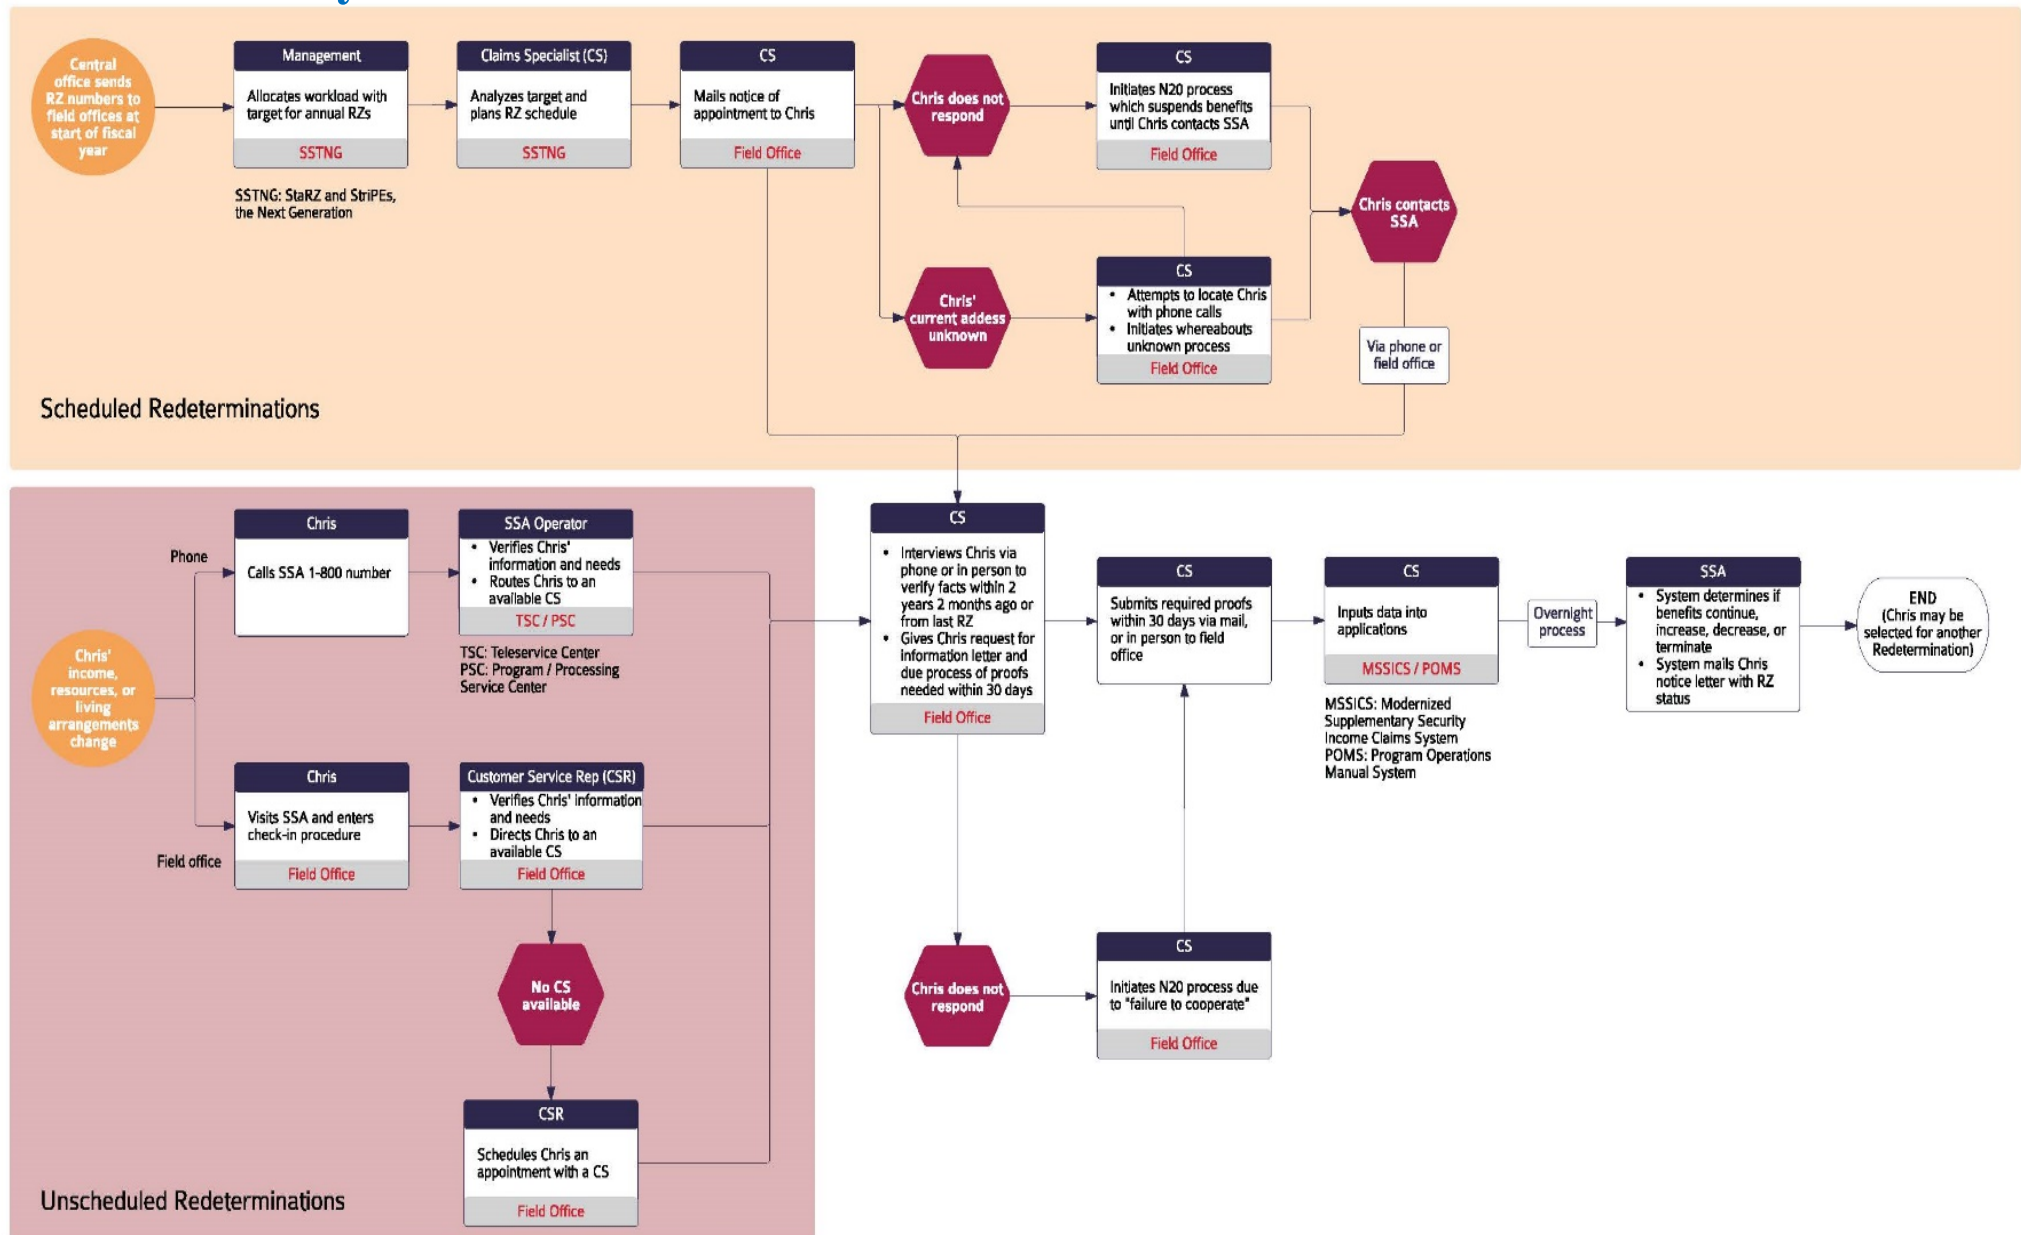 Central
office sends
RZ numbers to
field offices at
start of fiscal
year
Management
Allocates workload with
target for annual RZs
SSTNG
SSTNG: StaRZ and StriPEs,
the Next Generation
Claims Specialist (CS)
Analyzes target and
plans RZ schedule
SSTNG
CS
Mails notice of
appointment to Chris
Field Office
Chris does not
respond
CS
Initiates N20 process
which suspends benefits
until Chris contacts SSA
Field Office
Chris'
current addess
unknown
CS
• Attempts to locate Chris
with phone calls
• Initiates whereabouts
unknown process
Field Office
Chris contacts
SSA
Via phone or
field office
Scheduled Redeterminations
Chris'
income,
resources, or
living
arrangements
change
Phone
Chris
Calls SSA 1-800 number
SSA Operator
• Verifies Chris'
information and needs
• Routes Chris to an
available CS
TSC / PSC
TSC: Teleservice Center
PSC: Program / Processing
Service Center
Field office
Chris
Visits SSA and enters
check-in procedure
Field Office
Customer Service Rep (CSR)
• Verifies Chris' information
and needs
• Directs Chris to an
available CS
Field Office
No CS
available
CSR
Schedules Chris an
appointment with a CS
Field Office
Unscheduled Redeterminations
CS
• Interviews Chris via
phone or in person to
verify facts within 2
years 2 months ago or
from last RZ
• Gives Chris request for
information letter and
due process of proofs
needed within 30 days
Field Office
CS
Submits required proofs
within 30 days via mail,
or in person to field
office
CS
Inputs data into
applications
MSSICS / POMS
MSSICS: Modernized
Supplementary Security
Income Claims System
POMS: Program Operations
Manual System
Overnight
process
SSA
• System determines if
benefits continue,
increase, decrease, or
terminate
• System mails Chris
notice letter with RZ
status
END
(Chris may be
selected for another
Redetermination)
Chris does not
respond
CS
Initiates N20 process due
to "failure to cooperate"
Field Office